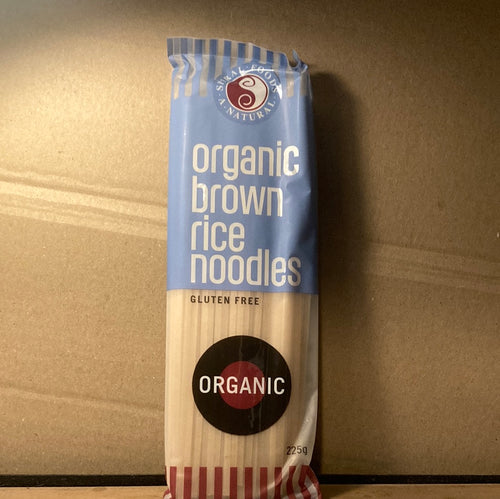 SPIRAL FOODS
A·NATURAL
organic
brown
rice
noodles
GLUTEN FREE
ORGANIC
225g